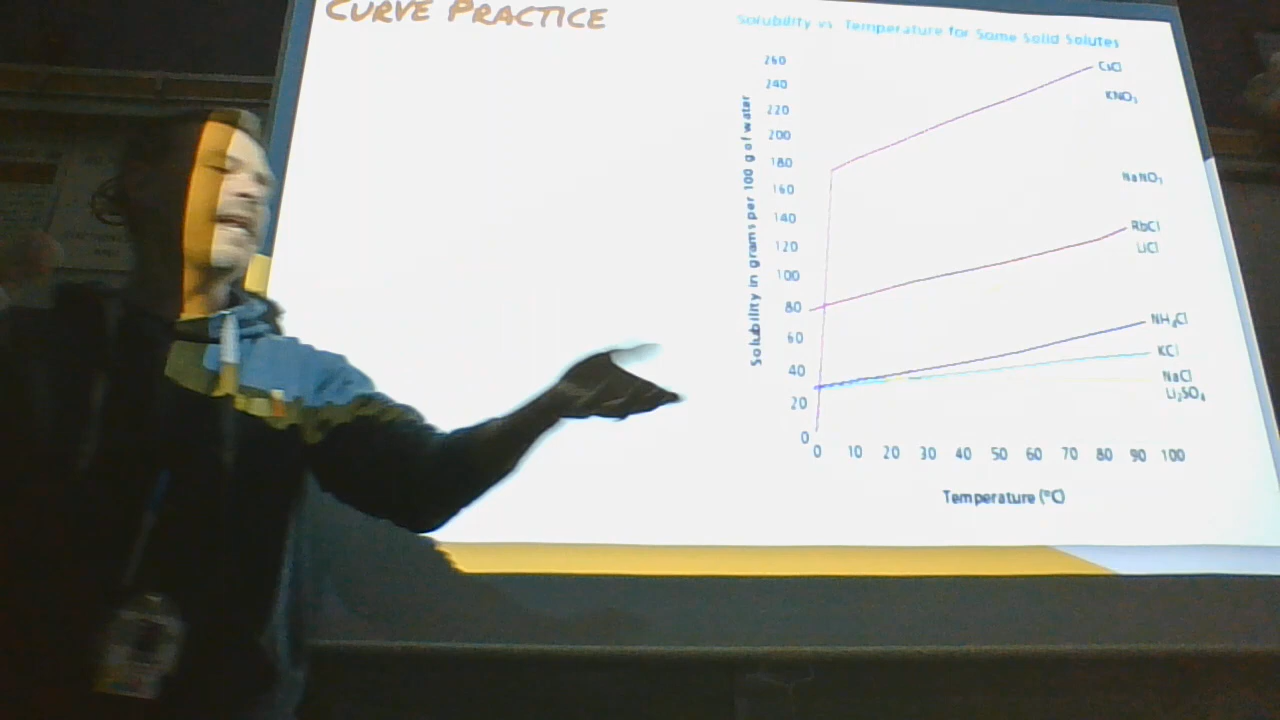 CURVE PRACTICE
Solubility vs. Temperature for Some Solid Solutes
Solubility in grams per 100 g of water
260
240
220
200
180
160
140
120
100
80
60
40
20
0
CsCl
KNO₃
NaNO₃
RbCl
LiCl
NH₄Cl
KCl
NaCl
Li₂SO₄
0 10 20 30 40 50 60 70 80 90 100
Temperature (°C)